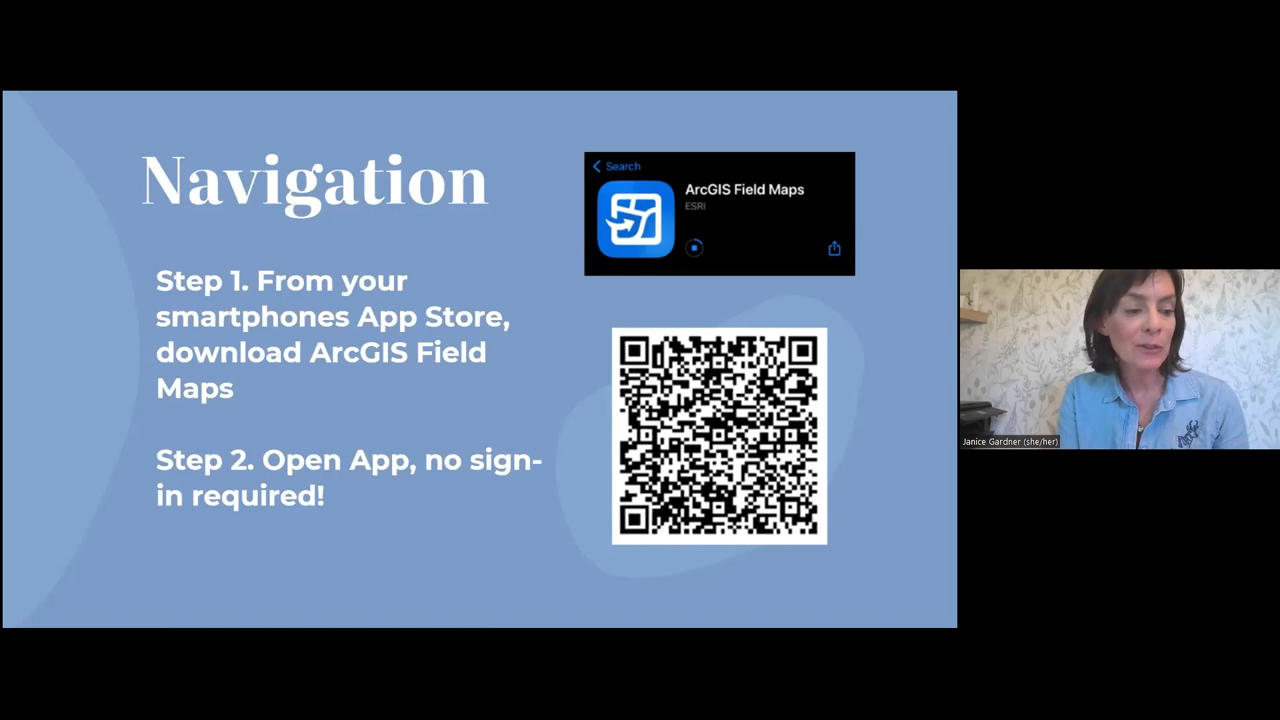 Navigation
Step 1. From your
smartphones App Store,
download ArcGIS Field
Maps
Step 2. Open App, no sign-
in required!
Search
ArcGIS Field Maps
ESRI
Janice Gardner (she/her)